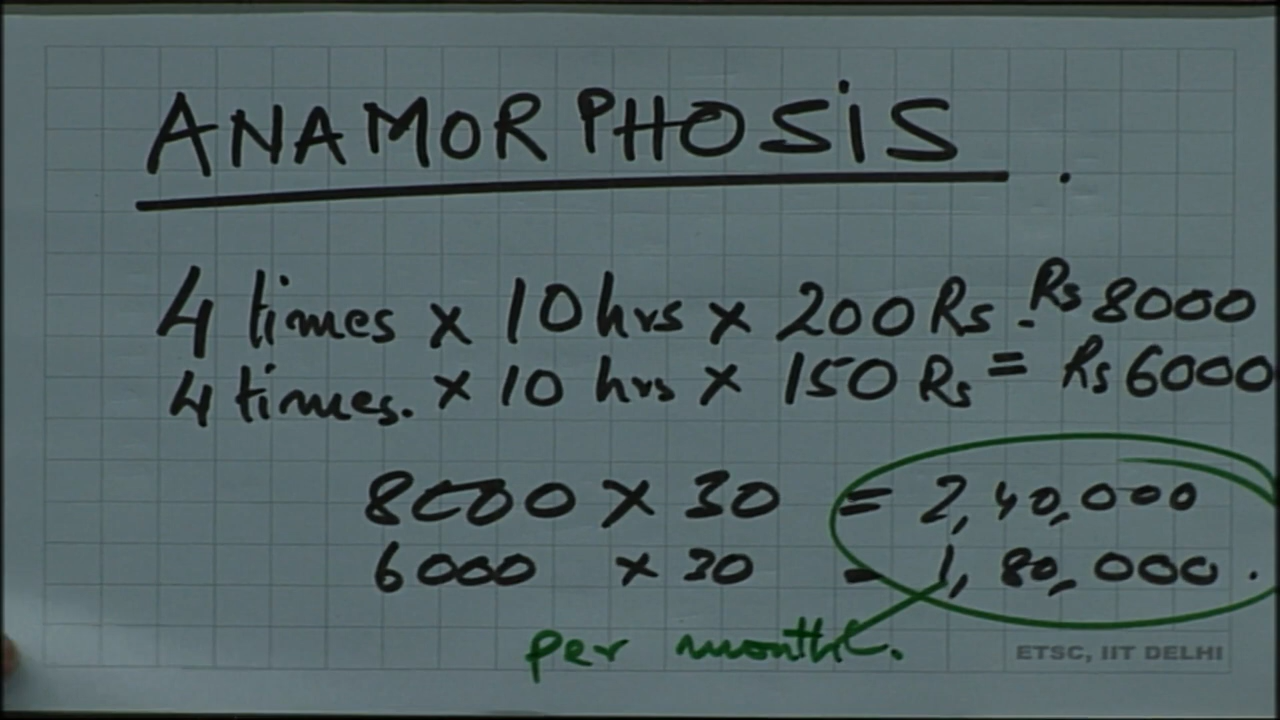 ANAMORPHOSIS .
4 times x 10 hrs x 200 Rs = Rs 8000
4 times. x 10 hrs x 150 Rs = Rs 6000
8000 x 30 = 2,40,000
6000 x 30 = 1,80,000.
per month.
ETSC, IIT DELHI